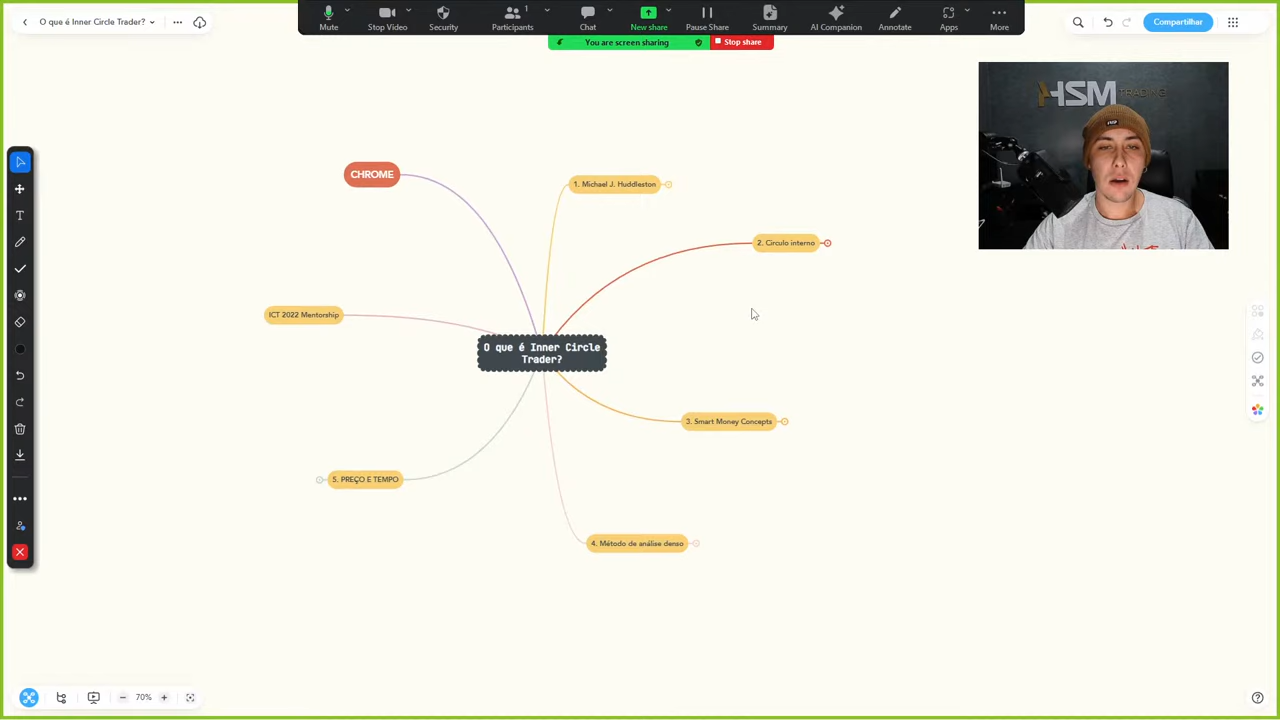 O que é Inner Circle Trader?
Mute
Stop Video
Security
Participants
1
Chat
New share
Pause Share
Summary
AI Companion
Annotate
Apps
More
You are screen sharing
Stop share
Compartilhar
HSM
TRADING
CHROME
1. Michael J. Huddleston
2. Circulo interno
ICT 2022 Mentorship
O que é Inner Circle
Trader?
3. Smart Money Concepts
5. PREÇO E TEMPO
4. Método de análise denso
70%